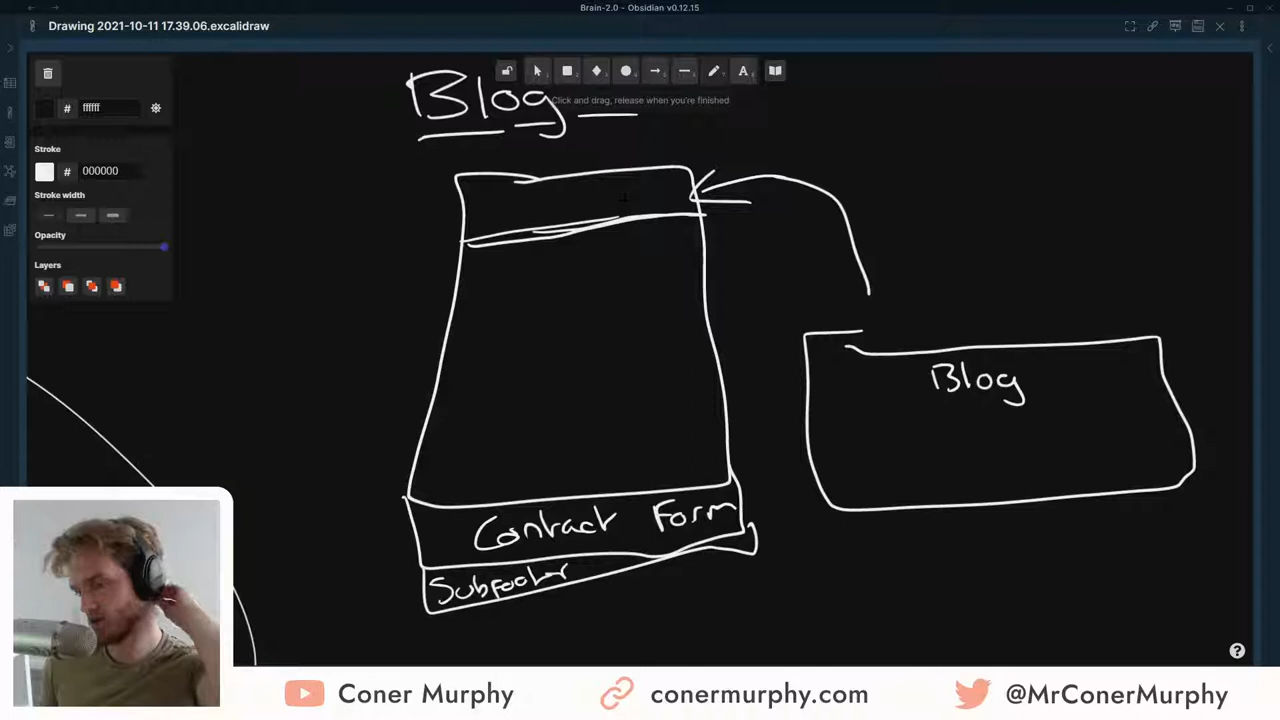 Brain-2.0 - Obsidian v0.12.15
Drawing 2021-10-11 17.39.06.excalidraw
# ffffff
Click and drag, release when you're finished
Stroke
# 000000
Stroke width
Opacity
Layers
A
Blog
Blog
Contract Form
Subfooter
?
Coner Murphy
conermurphy.com
@MrConerMurphy